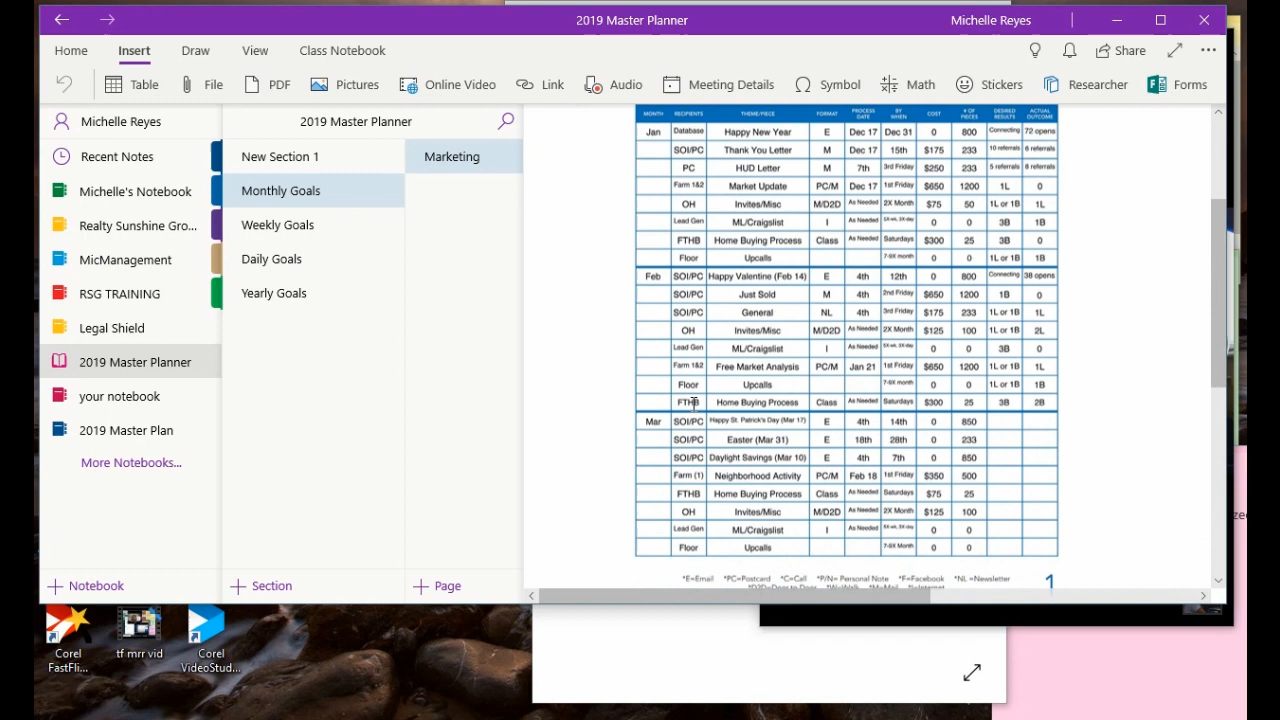 2019 Master Planner
Michelle Reyes
Home Insert Draw View Class Notebook Share
Table File PDF Pictures Online Video Link Audio Meeting Details Symbol Math Stickers Researcher Forms
Michelle Reyes
Recent Notes
Michelle's Notebook
Realty Sunshine Gro...
MicManagement
RSG TRAINING
Legal Shield
2019 Master Planner
your notebook
2019 Master Plan
More Notebooks...
Notebook
er Planner
New Section 1
Monthly Goals
Weekly Goals
Daily Goals
Yearly Goals
Section
Marketing
Page
MONTH RECIPIENTS THEME/PIECE FORMAT PROCESS DATE BY WHEN COST # OF PIECES DESIRED RESULTS ACTUAL OUTCOME
Jan Database Happy New Year E Dec 17 Dec 31 0 800 Connecting 72 opens
SOI/PC Thank You Letter M Dec 17 15th $175 233 10 referrals 6 referrals
PC HUD Letter M 7th 3rd Friday $250 233 5 referrals 8 referrals
Farm 1&2 Market Update PC/M Dec 17 1st Friday $650 1200 1L 0
OH Invites/Misc M/D2D As Needed 2X Month $75 50 1L or 1B 1L
Lead Gen ML/Craigslist I As Needed 0 0 3B 1B
FTHB Home Buying Process Class As Needed Saturdays $300 25 3B 0
Floor Upcalls 7-9X month 0 0 1L or 1B 1B
Feb SOI/PC Happy Valentine (Feb 14) E 4th 12th 0 800 Connecting 38 opens
SOI/PC Just Sold M 4th 2nd Friday $650 1200 1B 0
SOI/PC General NL 4th 3rd Friday $175 233 1L or 1B 1L
OH Invites/Misc M/D2D As Needed 2X Month $125 100 1L or 1B 2L
Lead Gen ML/Craigslist I As Needed 0 0 3B 0
Farm 1&2 Free Market Analysis PC/M Jan 21 1st Friday $650 1200 1L or 1B 1L
Floor Upcalls 7-9X month 0 0 1L or 1B 1B
FTHB Home Buying Process Class As Needed Saturdays $300 25 3B 2B
Mar SOI/PC Happy St. Patrick's Day (Mar 17) E 4th 14th 0 850
SOI/PC Easter (Mar 31) E 18th 28th 0 233
SOI/PC Daylight Savings (Mar 10) E 4th 7th 0 850
Farm (1) Neighborhood Activity PC/M Feb 18 1st Friday $350 500
FTHB Home Buying Process Class As Needed Saturdays $75 25
OH Invites/Misc M/D2D As Needed 2X Month $125 100
Lead Gen ML/Craigslist I As Needed 0 0
Floor Upcalls 7-9X Month 0 0
*E=Email *PC=Postcard *C=Call *P/N= Personal Note *F=Facebook *NL =Newsletter
1
Corel FastFli...
tf mrr vid
Corel VideoStud...